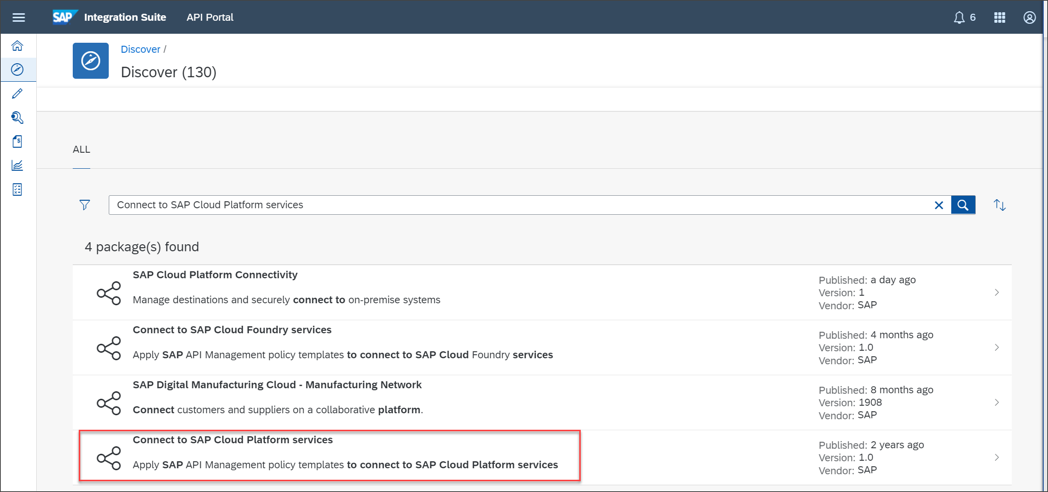 SAP Integration Suite API Portal 6
Discover /
Discover (130)
ALL
Connect to SAP Cloud Platform services
4 package(s) found
SAP Cloud Platform Connectivity
Manage destinations and securely connect to on-premise systems
Published: a day ago
Version: 1
Vendor: SAP
Connect to SAP Cloud Foundry services
Apply SAP API Management policy templates to connect to SAP Cloud Foundry services
Published: 4 months ago
Version: 1.0
Vendor: SAP
SAP Digital Manufacturing Cloud - Manufacturing Network
Connect customers and suppliers on a collaborative platform.
Published: 8 months ago
Version: 1908
Vendor: SAP
Connect to SAP Cloud Platform services
Apply SAP API Management policy templates to connect to SAP Cloud Platform services
Published: 2 years ago
Version: 1.0
Vendor: SAP